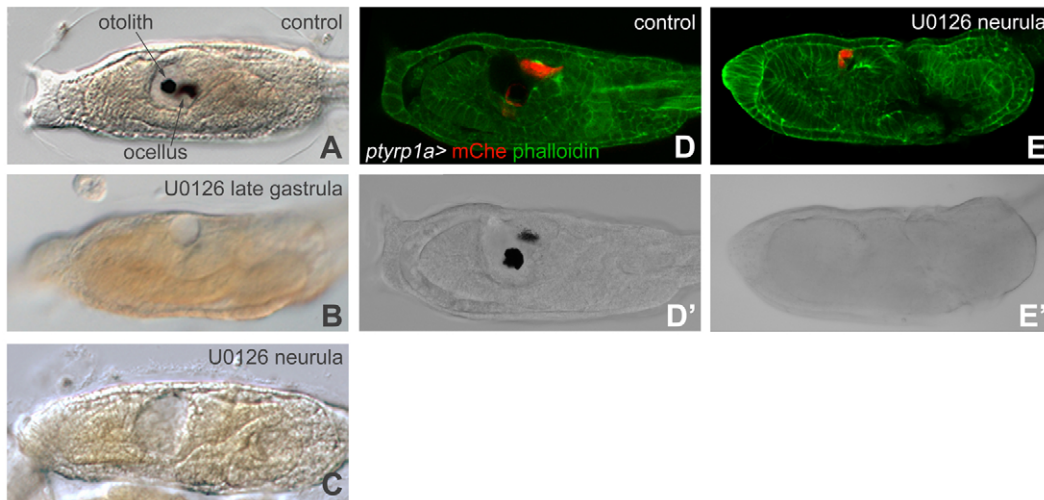 otolith
control
ocellus
A
U0126 late gastrula
B
U0126 neurula
C
control
ptyrp1a> mChe phalloidin
D
D'
U0126 neurula
E
E'